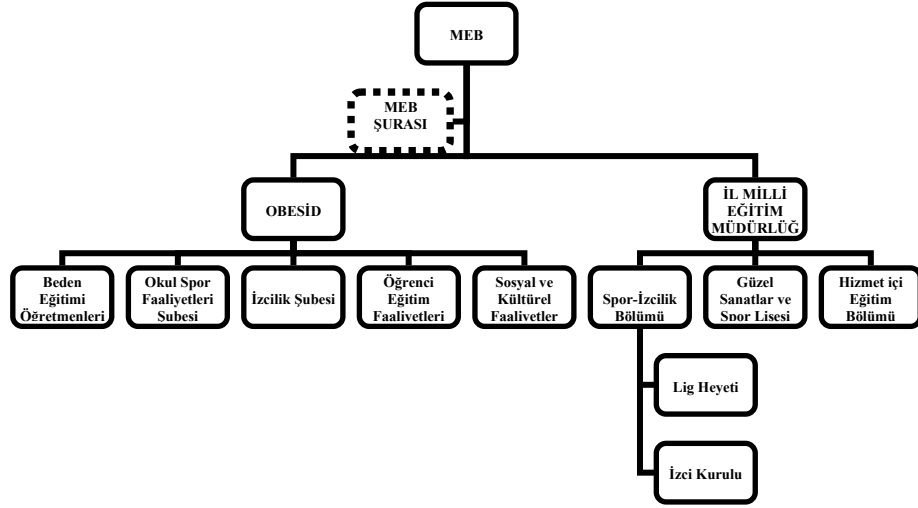 MEB
MEB
ŞURASI
OBESİD
İL MİLLİ
EĞİTİM
MÜDÜRLÜĞ
Beden
Eğitimi
Öğretmenleri
Okul Spor
Faaliyetleri
Şubesi
İzcilik Şubesi
Öğrenci
Eğitim
Faaliyetleri
Sosyal ve
Kültürel
Faaliyetler
Spor-İzcilik
Bölümü
Güzel
Sanatlar ve
Spor Lisesi
Hizmet içi
Eğitim
Bölümü
Lig Heyeti
İzci Kurulu